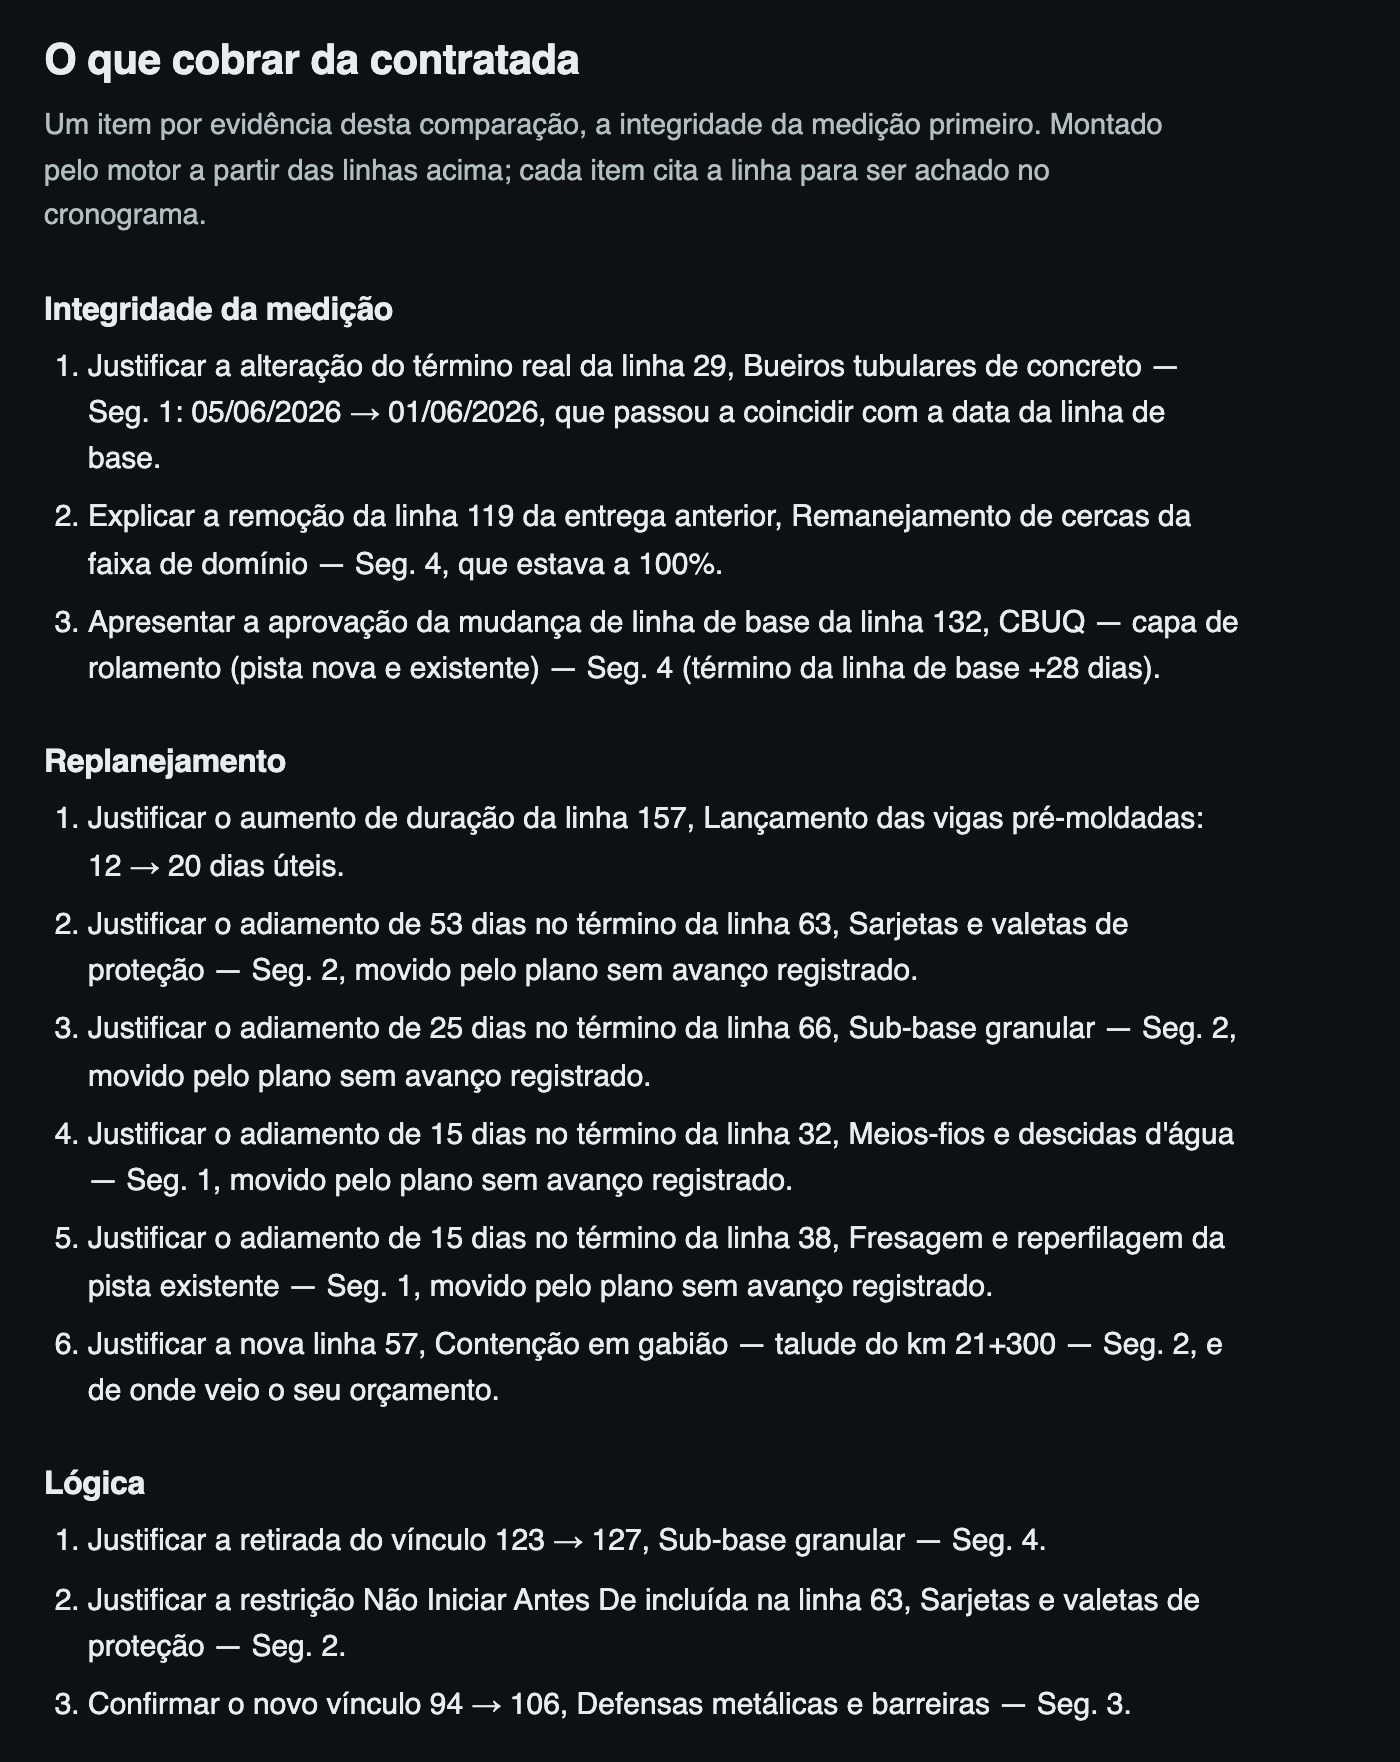 O que cobrar da contratada
Um item por evidência desta comparação, a integridade da medição primeiro. Montado
pelo motor a partir das linhas acima; cada item cita a linha para ser achado no
cronograma.
Integridade da medição
1. Justificar a alteração do término real da linha 29, Bueiros tubulares de concreto —
Seg. 1: 05/06/2026 → 01/06/2026, que passou a coincidir com a data da linha de
base.
2. Explicar a remoção da linha 119 da entrega anterior, Remanejamento de cercas da
faixa de domínio — Seg. 4, que estava a 100%.
3. Apresentar a aprovação da mudança de linha de base da linha 132, CBUQ — capa de
rolamento (pista nova e existente) — Seg. 4 (término da linha de base +28 dias).
Replanejamento
1. Justificar o aumento de duração da linha 157, Lançamento das vigas pré-moldadas:
12 → 20 dias úteis.
2. Justificar o adiamento de 53 dias no término da linha 63, Sarjetas e valetas de
proteção — Seg. 2, movido pelo plano sem avanço registrado.
3. Justificar o adiamento de 25 dias no término da linha 66, Sub-base granular — Seg. 2,
movido pelo plano sem avanço registrado.
4. Justificar o adiamento de 15 dias no término da linha 32, Meios-fios e descidas d'água
— Seg. 1, movido pelo plano sem avanço registrado.
5. Justificar o adiamento de 15 dias no término da linha 38, Fresagem e reperfilagem da
pista existente — Seg. 1, movido pelo plano sem avanço registrado.
6. Justificar a nova linha 57, Contenção em gabião — talude do km 21+300 — Seg. 2, e
de onde veio o seu orçamento.
Lógica
1. Justificar a retirada do vínculo 123 → 127, Sub-base granular — Seg. 4.
2. Justificar a restrição Não Iniciar Antes De incluída na linha 63, Sarjetas e valetas de
proteção — Seg. 2.
3. Confirmar o novo vínculo 94 → 106, Defensas metálicas e barreiras — Seg. 3.